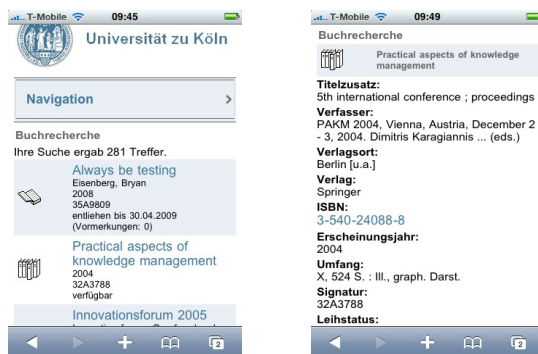 T-Mobile 09:45
Universität zu Köln
Navigation
Buchrecherche
Ihre Suche ergab 281 Treffer.
Always be testing
Eisenberg, Bryan
2008
35A9809
entliehen bis 30.04.2009
(Vormerkungen: 0)
Practical aspects of
knowledge management
2004
32A3788
verfügbar
Innovationsforum 2005
2
T-Mobile 09:49
Buchrecherche
Practical aspects of knowledge
management
Titelzusatz:
5th international conference ; proceedings
Verfasser:
PAKM 2004, Vienna, Austria, December 2
- 3, 2004. Dimitris Karagiannis ... (eds.)
Verlagsort:
Berlin [u.a.]
Verlag:
Springer
ISBN:
3-540-24088-8
Erscheinungsjahr:
2004
Umfang:
X, 524 S. : Ill., graph. Darst.
Signatur:
32A3788
Leihstatus:
2